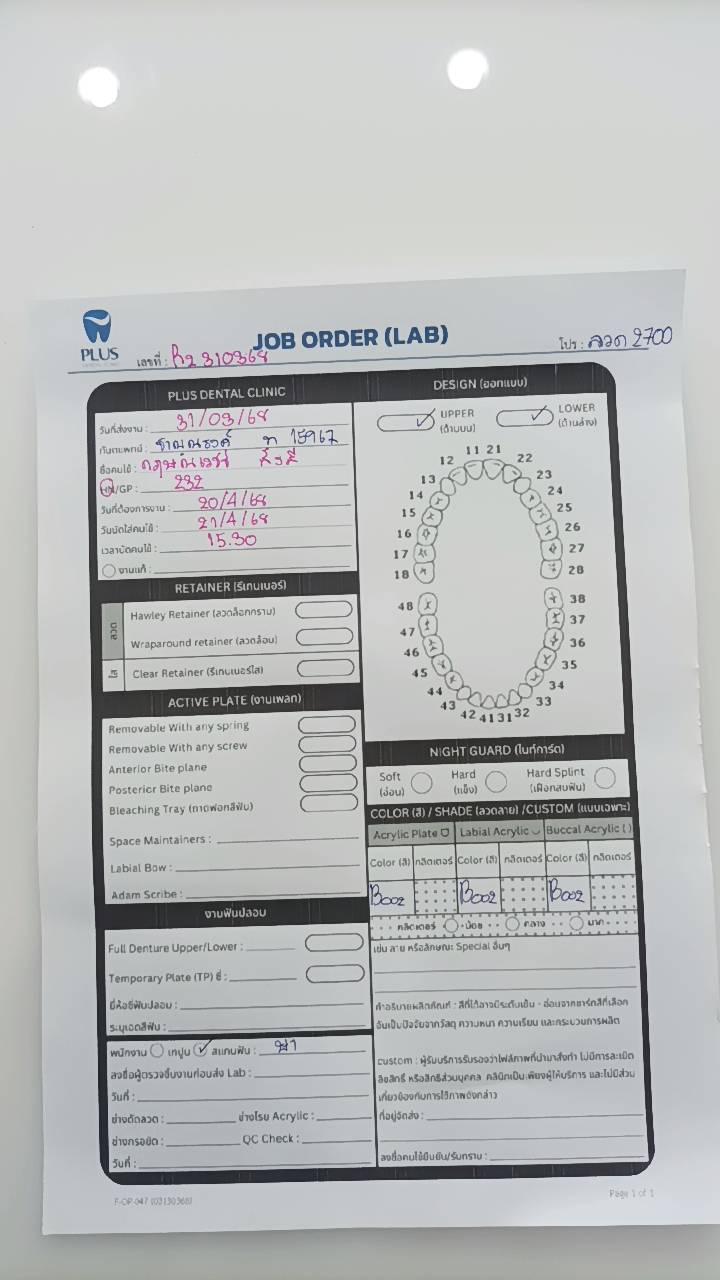 PLUS
DENTAL CLINIC
JOB ORDER (LAB)
เลขที่ : R2 310368
โปร : ลวด 2700
PLUS DENTAL CLINIC
วันที่ส่งงาน : 31/03/68
ทันตแพทย์ : ชาญณรงค์ ท 15967
ชื่อคนไข้ :
HN/GP : 232
วันที่ต้องการงาน : 20/4/68
วันนัดใส่คนไข้ : 21/4/68
เวลานัดคนไข้ : 15.30
งานแก้ :
RETAINER (รีเทนเนอร์)
ลวด
Hawley Retainer (ลวดล็อกกราม)
Wraparound retainer (ลวดล้อม)
ใส
Clear Retainer (รีเทนเนอร์ใส)
ACTIVE PLATE (งานเพลท)
Removable With any spring
Removable With any screw
Anterior Bite plane
Posterior Bite plane
Bleaching Tray (ถาดฟอกสีฟัน)
Space Maintainers :
Labial Bow :
Adam Scribe :
งานฟันปลอม
Full Denture Upper/Lower :
Temporary Plate (TP) ซี่ :
ยี่ห้อซี่ฟันปลอม :
ระบุเฉดสีฟัน :
พนักงาน เทปูน ✓ สแกนฟัน :
ลงชื่อผู้ตรวจชิ้นงานก่อนส่ง Lab :
วันที่ :
ช่างดัดลวด : ช่างโรย Acrylic :
ช่างกรอขัด : QC Check :
วันที่ :
DESIGN (ออกแบบ)
✓ UPPER (ด้านบน)
✓ LOWER (ด้านล่าง)
11 21
12 22
13 23
14 24
15 25
16 26
17 27
18 28
48 38
47 37
46 36
45 35
44 34
43 33
42 41 31 32
NIGHT GUARD (ไนท์การ์ด)
Soft (อ่อน)
Hard (แข็ง)
Hard Splint (เฝือกสบฟัน)
COLOR (สี) / SHADE (ลวดลาย) /CUSTOM (แบบเฉพาะ)
Acrylic Plate Labial Acrylic Buccal Acrylic ( )
Color (สี) กลิตเตอร์ Color (สี) กลิตเตอร์ Color (สี) กลิตเตอร์
B002 B002 B002
กลิตเตอร์ น้อย กลาง มาก
เช่น ลาย หรือลักษณะ Special อื่นๆ
คำอธิบายผลิตภัณฑ์ : สีที่ได้อาจมีระดับเข้ม - อ่อนจากชาร์ทสีที่เลือก
อันเป็นปัจจัยจากวัสดุ ความหนา ความเรียบ และกระบวนการผลิต
custom : ผู้รับบริการรับรองว่าไฟล์ภาพที่นำมาสั่งทำ ไม่มีการละเมิด
ลิขสิทธิ์ หรือสิทธิส่วนบุคคล คลินิกเป็นเพียงผู้ให้บริการ และไม่มีส่วน
เกี่ยวข้องกับการใช้ภาพดังกล่าว
ที่อยู่จัดส่ง :
ลงชื่อคนไข้ยืนยัน/รับทราบ :
F-OP-047 (03130368)
Page 1 of 1